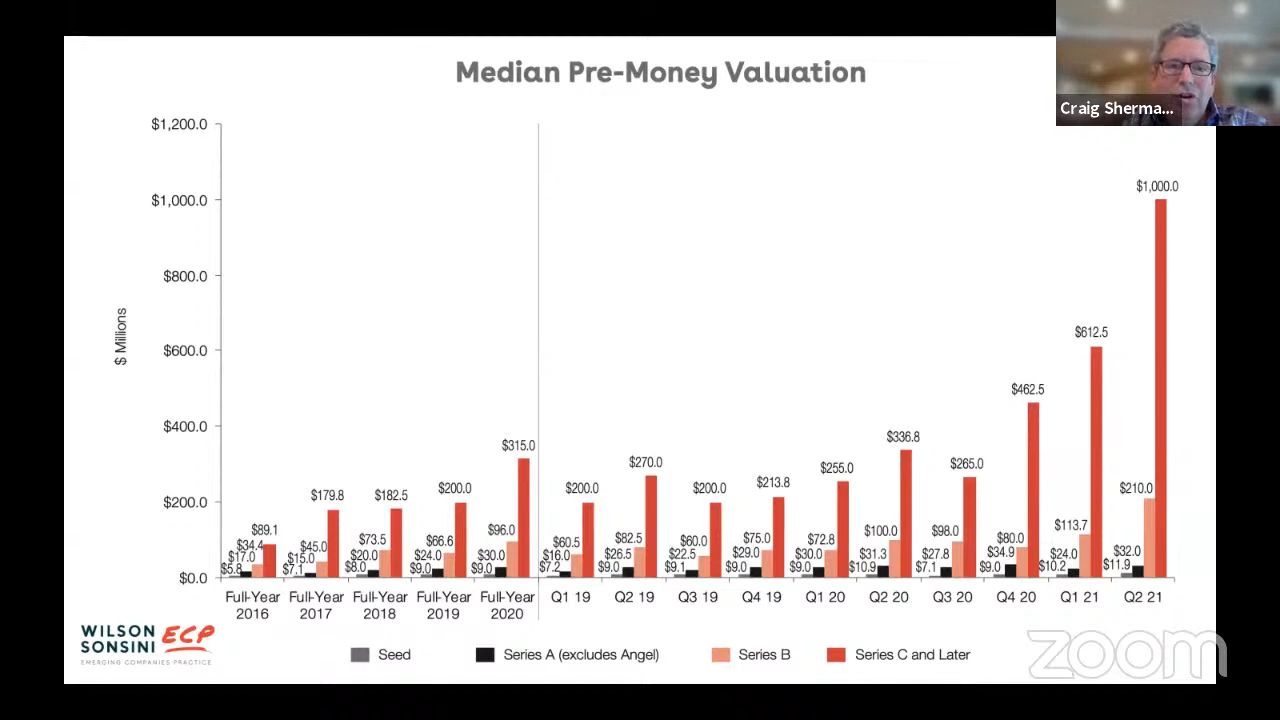 Median Pre-Money Valuation
Craig Sherma...
$ Millions
$1,200.0
$1,000.0
$800.0
$600.0
$400.0
$200.0
$0.0
$5.8 $17.0 $34.4 $89.1
$7.1 $15.0 $45.0 $179.8
$8.0 $20.0 $73.5 $182.5
$9.0 $24.0 $66.6 $200.0
$9.0 $30.0 $96.0 $315.0
$7.2 $16.0 $60.5 $200.0
$9.0 $26.5 $82.5 $270.0
$9.1 $22.5 $60.0 $200.0
$9.0 $29.0 $75.0 $213.8
$9.0 $30.0 $72.8 $255.0
$10.9 $31.3 $100.0 $336.8
$7.1 $27.8 $98.0 $265.0
$9.0 $34.9 $80.0 $462.5
$10.2 $24.0 $113.7 $612.5
$11.9 $32.0 $210.0 $1,000.0
Full-Year 2016
Full-Year 2017
Full-Year 2018
Full-Year 2019
Full-Year 2020
Q1 19
Q2 19
Q3 19
Q4 19
Q1 20
Q2 20
Q3 20
Q4 20
Q1 21
Q2 21
WILSON
SONSINI
ECP
EMERGING COMPANIES PRACTICE
Seed
Series A (excludes Angel)
Series B
Series C and Later
zoom